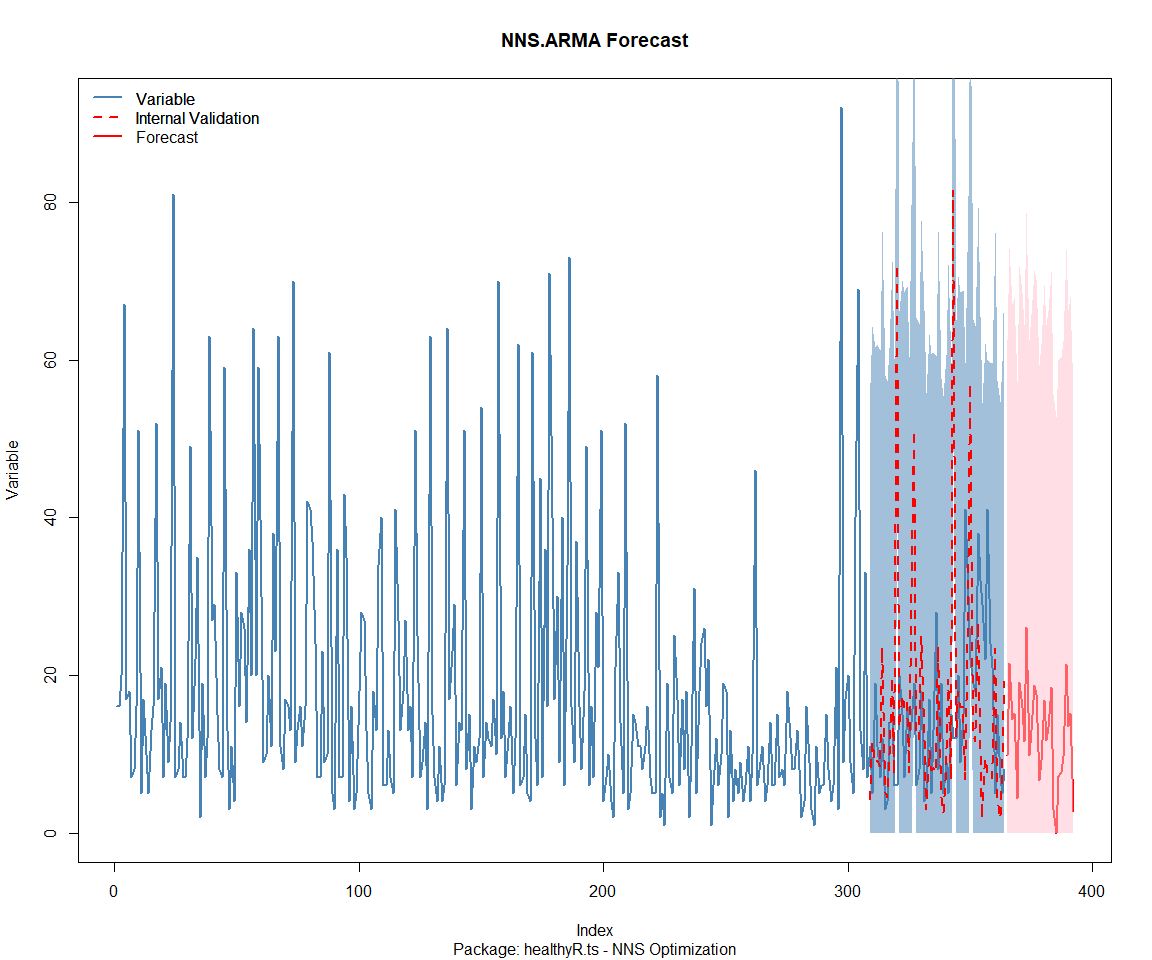 NNS.ARMA Forecast
Variable
Internal Validation
Forecast
Variable
80
60
40
20
0
0 100 200 300 400
Index
Package: healthyR.ts - NNS Optimization